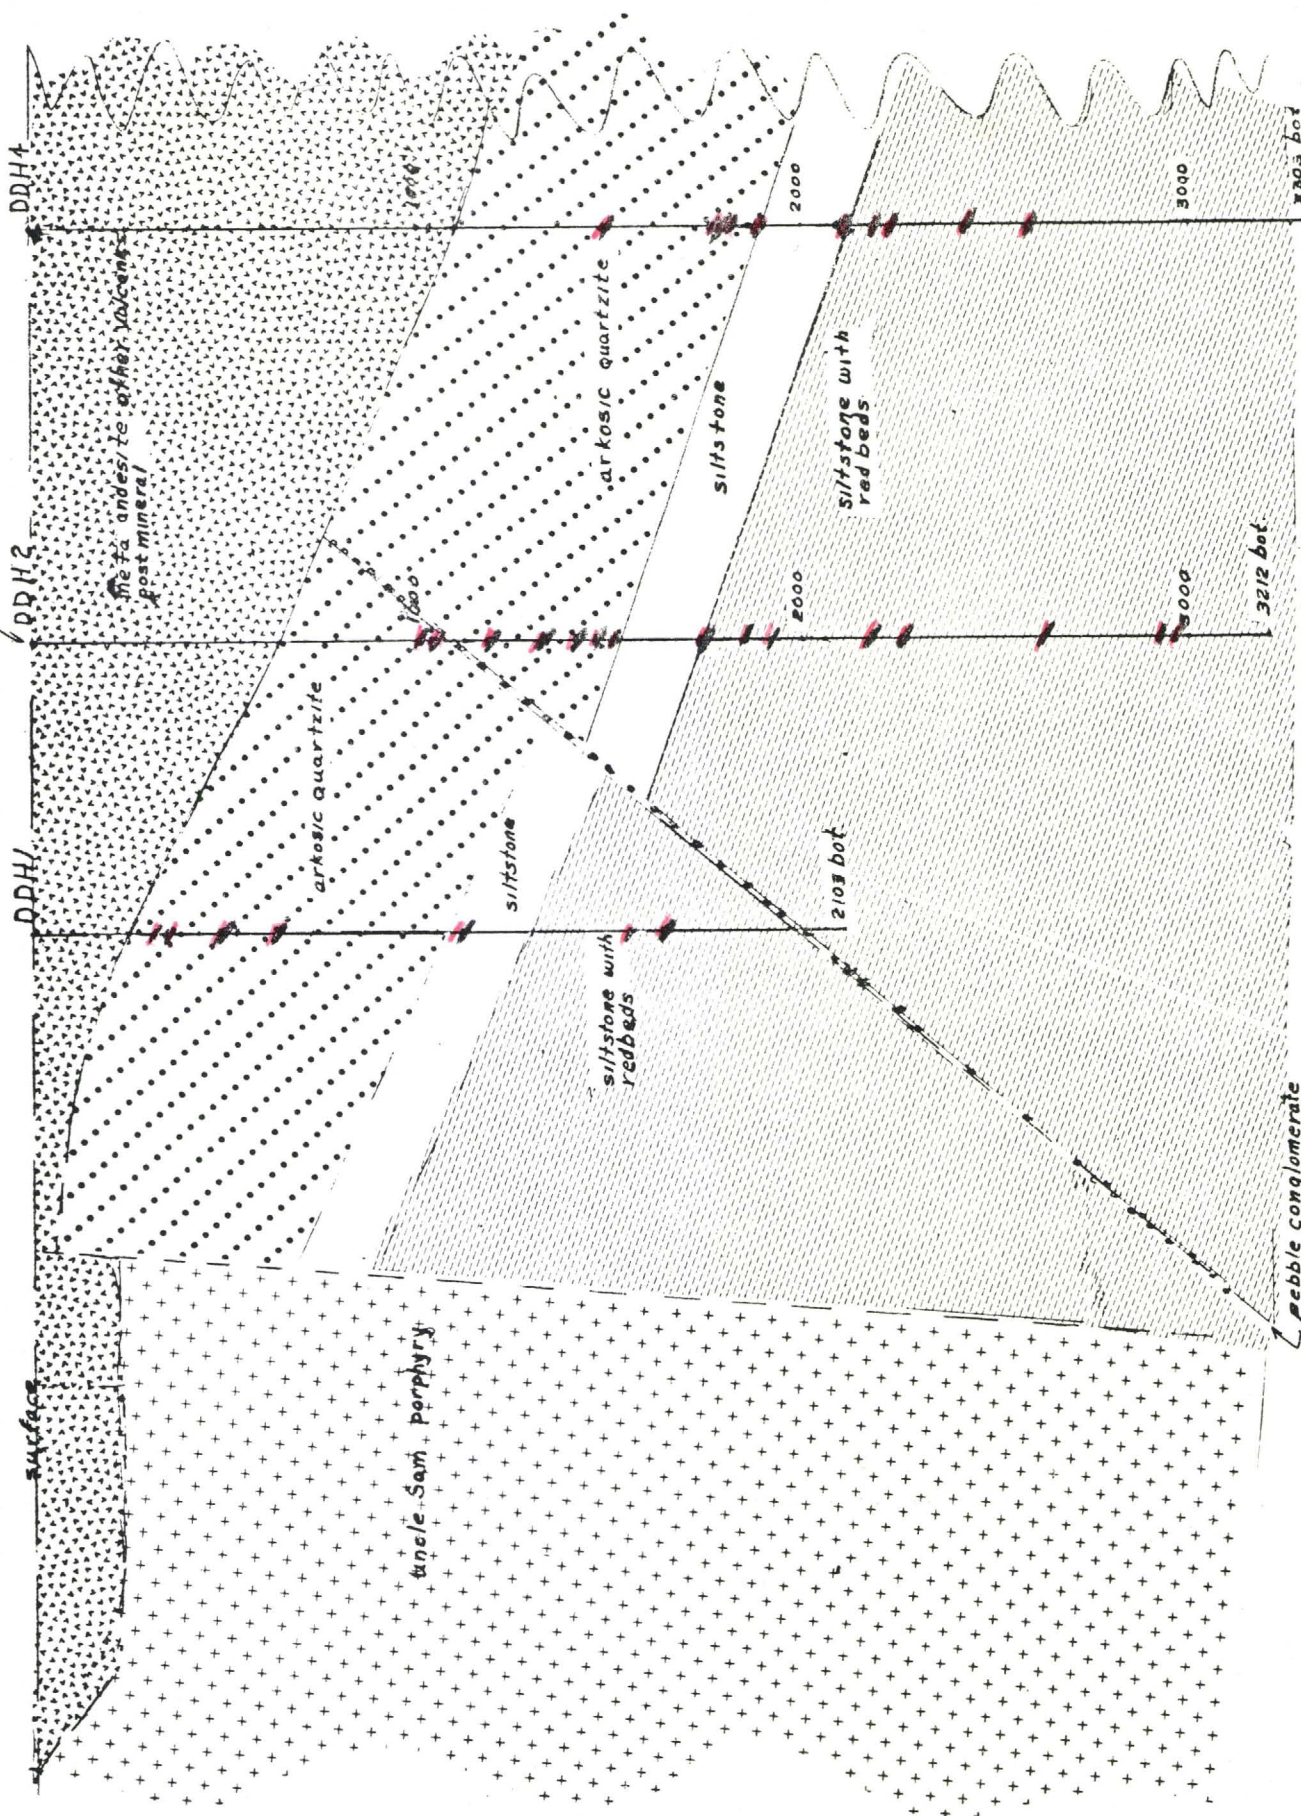 surface
DDH1
DDH2
DDH4
meta andesite other volcanics
post mineral
1000
1000
arkosic quartzite
arkosic quartzite
siltstone
siltstone
2000
2000
siltstone with
redbeds
siltstone with
red beds
2103 bot
3000
3000
3212 bot.
bot
uncle Sam porphyry
pebble conglomerate